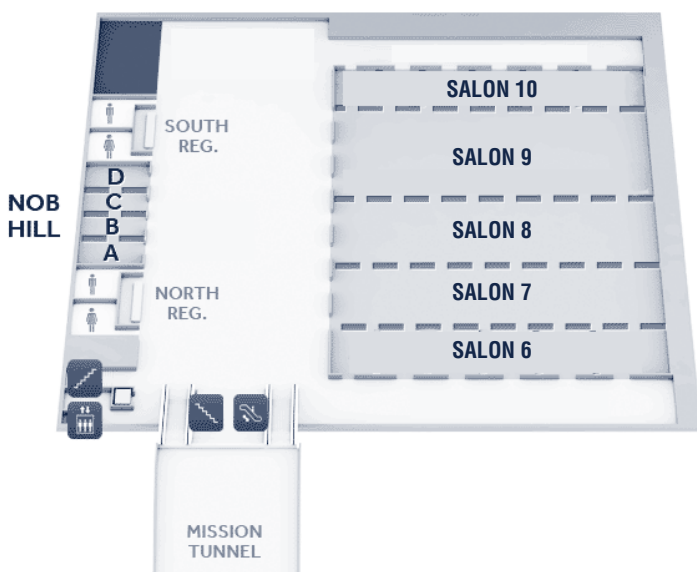 SALON 10
SOUTH
REG.
SALON 9
D
C
B
A
NOB
HILL
SALON 8
NORTH
REG.
SALON 7
SALON 6
MISSION
TUNNEL